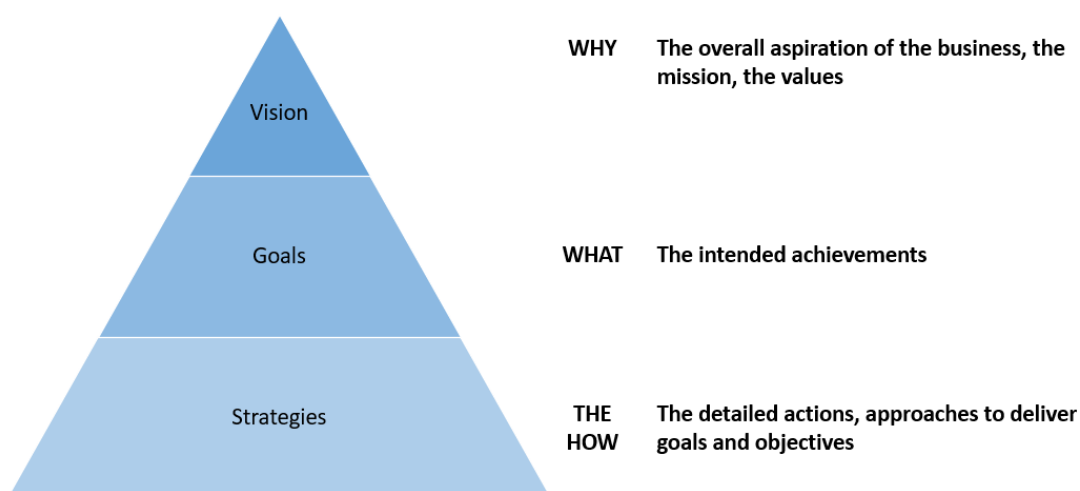 Vision
WHY
The overall aspiration of the business, the
mission, the values
Goals
WHAT
The intended achievements
Strategies
THE
HOW
The detailed actions, approaches to deliver
goals and objectives